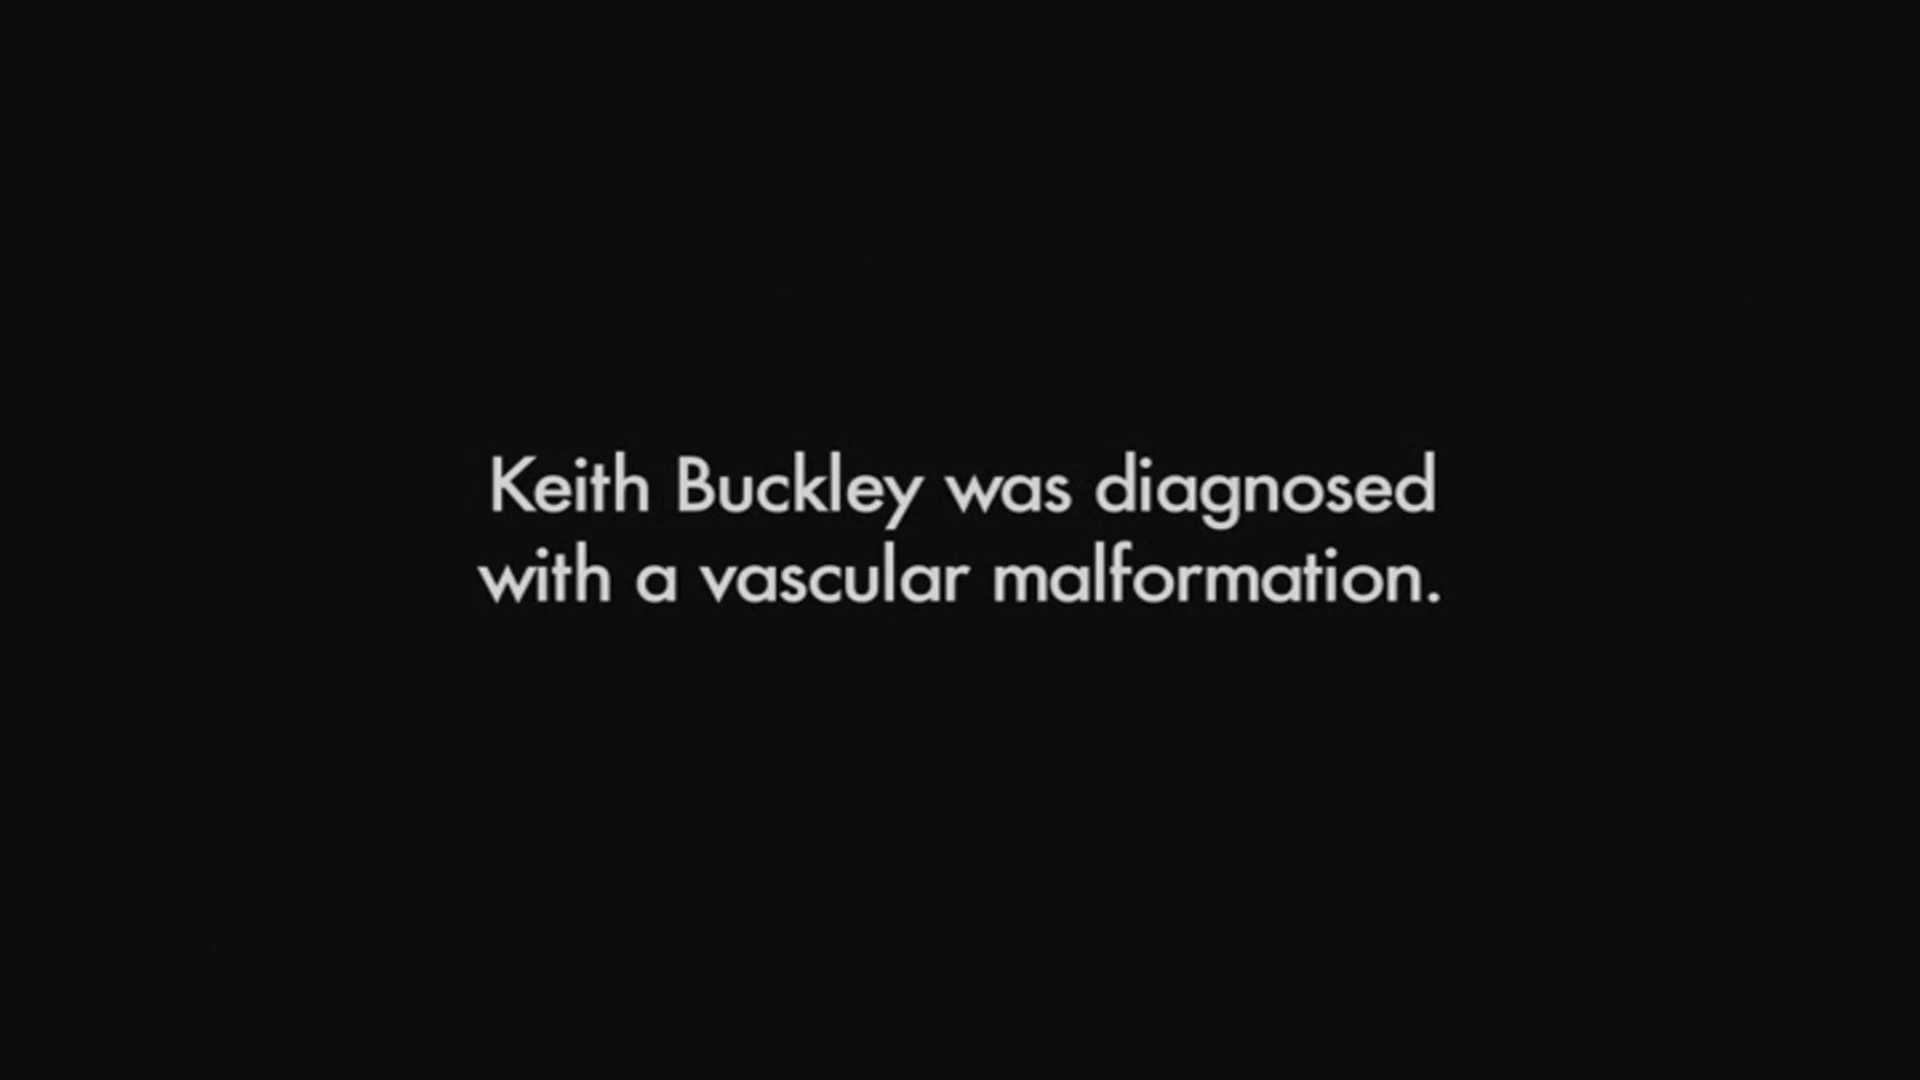 Keith Buckley was diagnosed
with a vascular malformation.